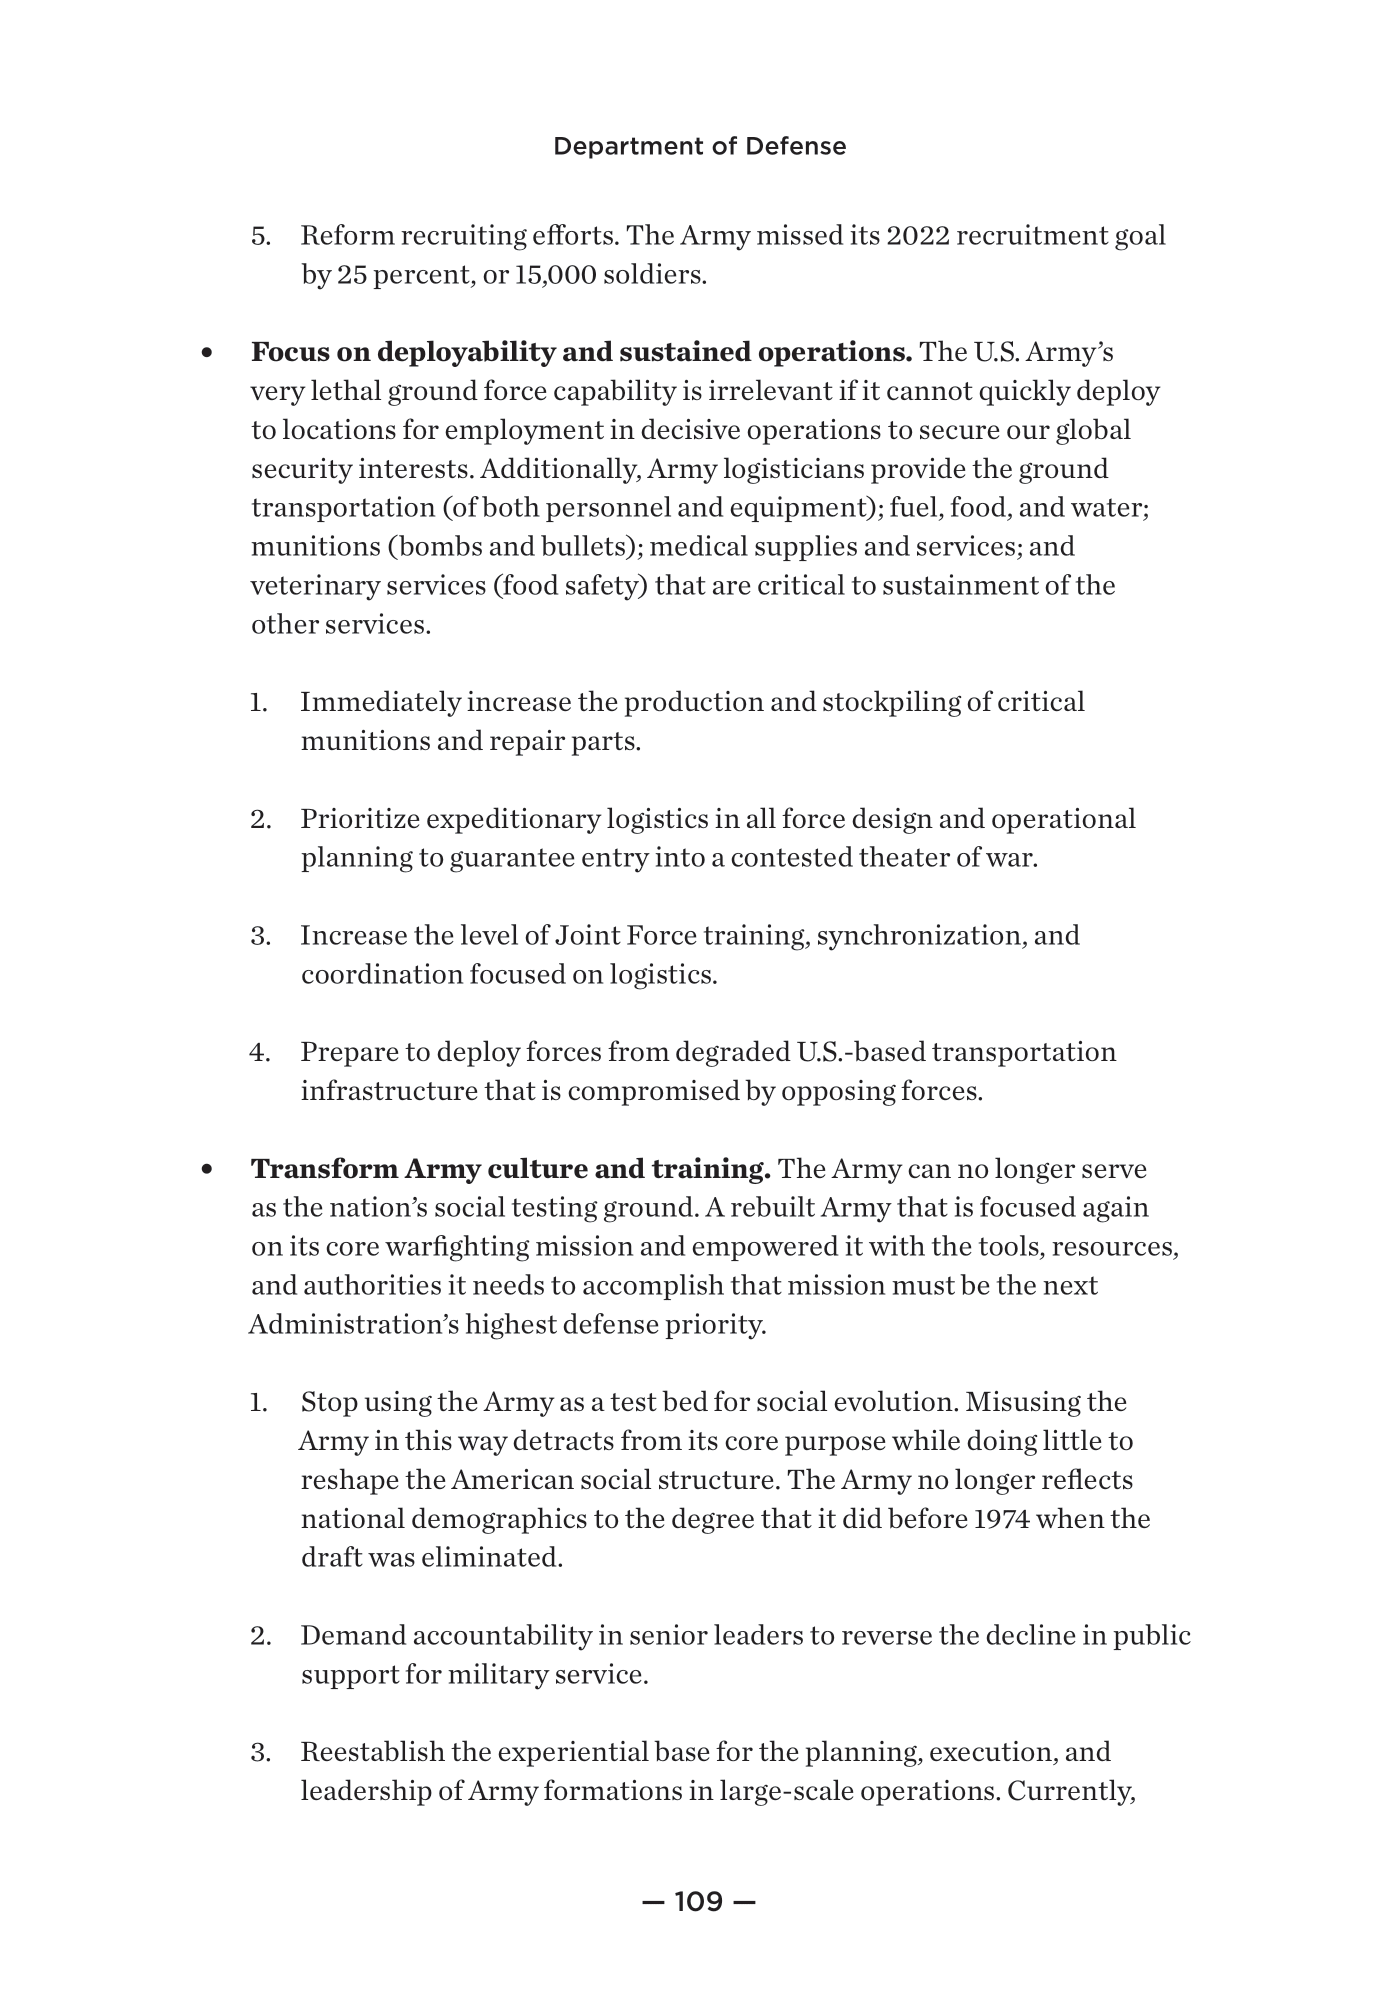 Department of Defense
5. Reform recruiting efforts. The Army missed its 2022 recruitment goal
by 25 percent, or 15,000 soldiers.
• Focus on deployability and sustained operations. The U.S. Army’s
very lethal ground force capability is irrelevant if it cannot quickly deploy
to locations for employment in decisive operations to secure our global
security interests. Additionally, Army logisticians provide the ground
transportation (of both personnel and equipment); fuel, food, and water;
munitions (bombs and bullets); medical supplies and services; and
veterinary services (food safety) that are critical to sustainment of the
other services.
1. Immediately increase the production and stockpiling of critical
munitions and repair parts.
2. Prioritize expeditionary logistics in all force design and operational
planning to guarantee entry into a contested theater of war.
3. Increase the level of Joint Force training, synchronization, and
coordination focused on logistics.
4. Prepare to deploy forces from degraded U.S.-based transportation
infrastructure that is compromised by opposing forces.
• Transform Army culture and training. The Army can no longer serve
as the nation’s social testing ground. A rebuilt Army that is focused again
on its core warfighting mission and empowered it with the tools, resources,
and authorities it needs to accomplish that mission must be the next
Administration’s highest defense priority.
1. Stop using the Army as a test bed for social evolution. Misusing the
Army in this way detracts from its core purpose while doing little to
reshape the American social structure. The Army no longer reflects
national demographics to the degree that it did before 1974 when the
draft was eliminated.
2. Demand accountability in senior leaders to reverse the decline in public
support for military service.
3. Reestablish the experiential base for the planning, execution, and
leadership of Army formations in large-scale operations. Currently,
— 109 —